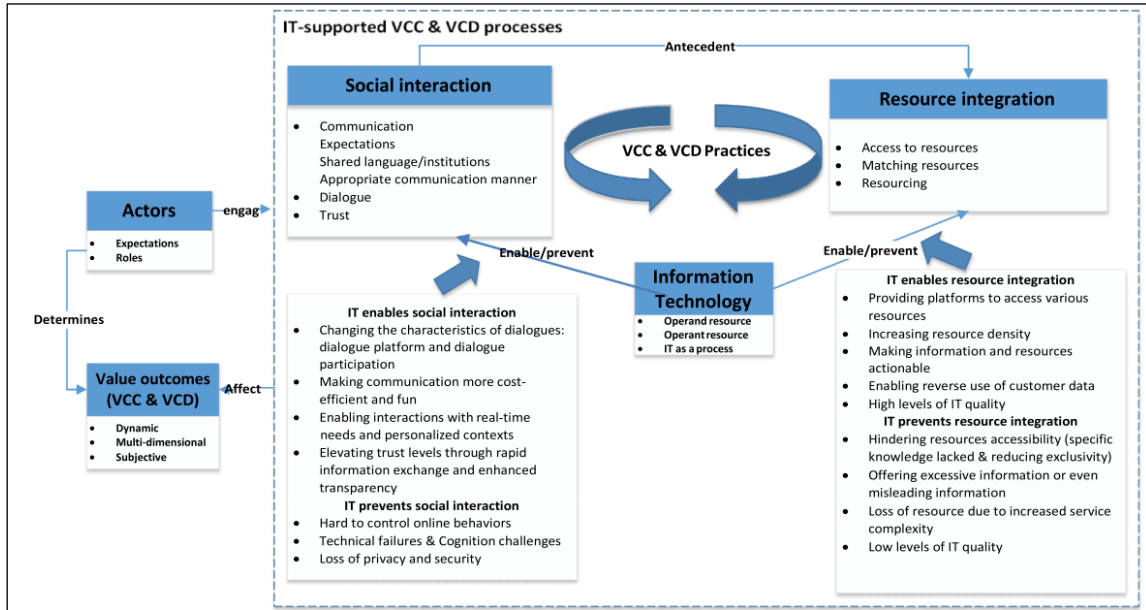 IT-supported VCC & VCD processes
Antecedent
Social interaction
• Communication
Expectations
Shared language/institutions
Appropriate communication manner
• Dialogue
• Trust
VCC & VCD Practices
Resource integration
• Access to resources
• Matching resources
• Resourcing
Actors
• Expectations
• Roles
engag
Enable/prevent
Enable/prevent
Information
Technology
• Operand resource
• Operant resource
• IT as a process
Determines
Value outcomes
(VCC & VCD)
• Dynamic
• Multi-dimensional
• Subjective
Affect
IT enables social interaction
• Changing the characteristics of dialogues:
dialogue platform and dialogue
participation
• Making communication more cost-
efficient and fun
• Enabling interactions with real-time
needs and personalized contexts
• Elevating trust levels through rapid
information exchange and enhanced
transparency
IT prevents social interaction
• Hard to control online behaviors
• Technical failures & Cognition challenges
• Loss of privacy and security
IT enables resource integration
• Providing platforms to access various
resources
• Increasing resource density
• Making information and resources
actionable
• Enabling reverse use of customer data
• High levels of IT quality
IT prevents resource integration
• Hindering resources accessibility (specific
knowledge lacked & reducing exclusivity)
• Offering excessive information or even
misleading information
• Loss of resource due to increased service
complexity
• Low levels of IT quality